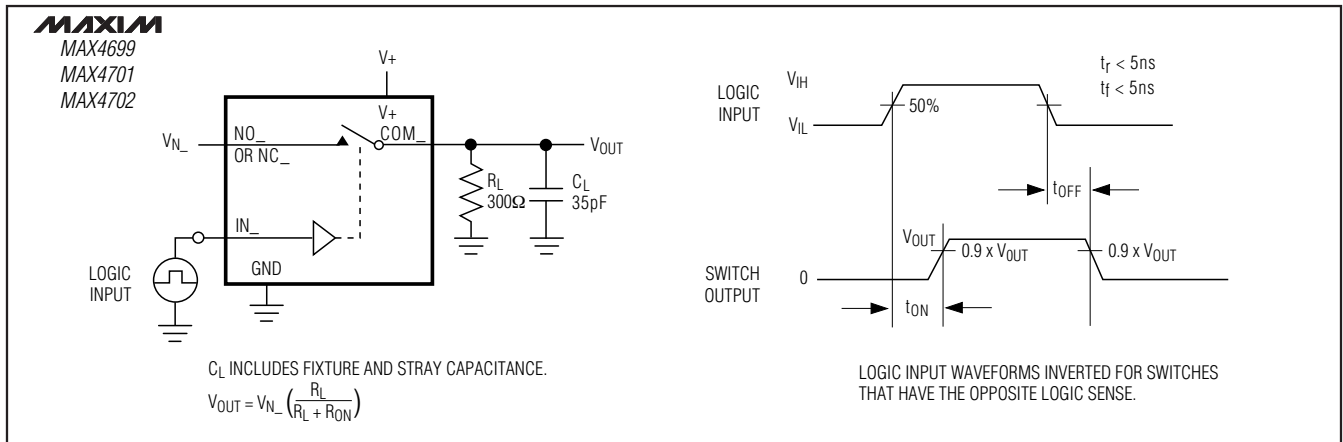 MAXIM
MAX4699
MAX4701
MAX4702
V+
V+
V_N_
NO_
OR NC_
COM_
V_OUT
R_L
300Ω
C_L
35pF
IN_
GND
LOGIC
INPUT
C_L INCLUDES FIXTURE AND STRAY CAPACITANCE.
V_OUT = V_N_ (R_L / R_L + R_ON)
LOGIC
INPUT
V_IH
V_IL
50%
t_r < 5ns
t_f < 5ns
t_OFF
SWITCH
OUTPUT
V_OUT
0
0.9 x V_OUT
0.9 x V_OUT
t_ON
LOGIC INPUT WAVEFORMS INVERTED FOR SWITCHES
THAT HAVE THE OPPOSITE LOGIC SENSE.